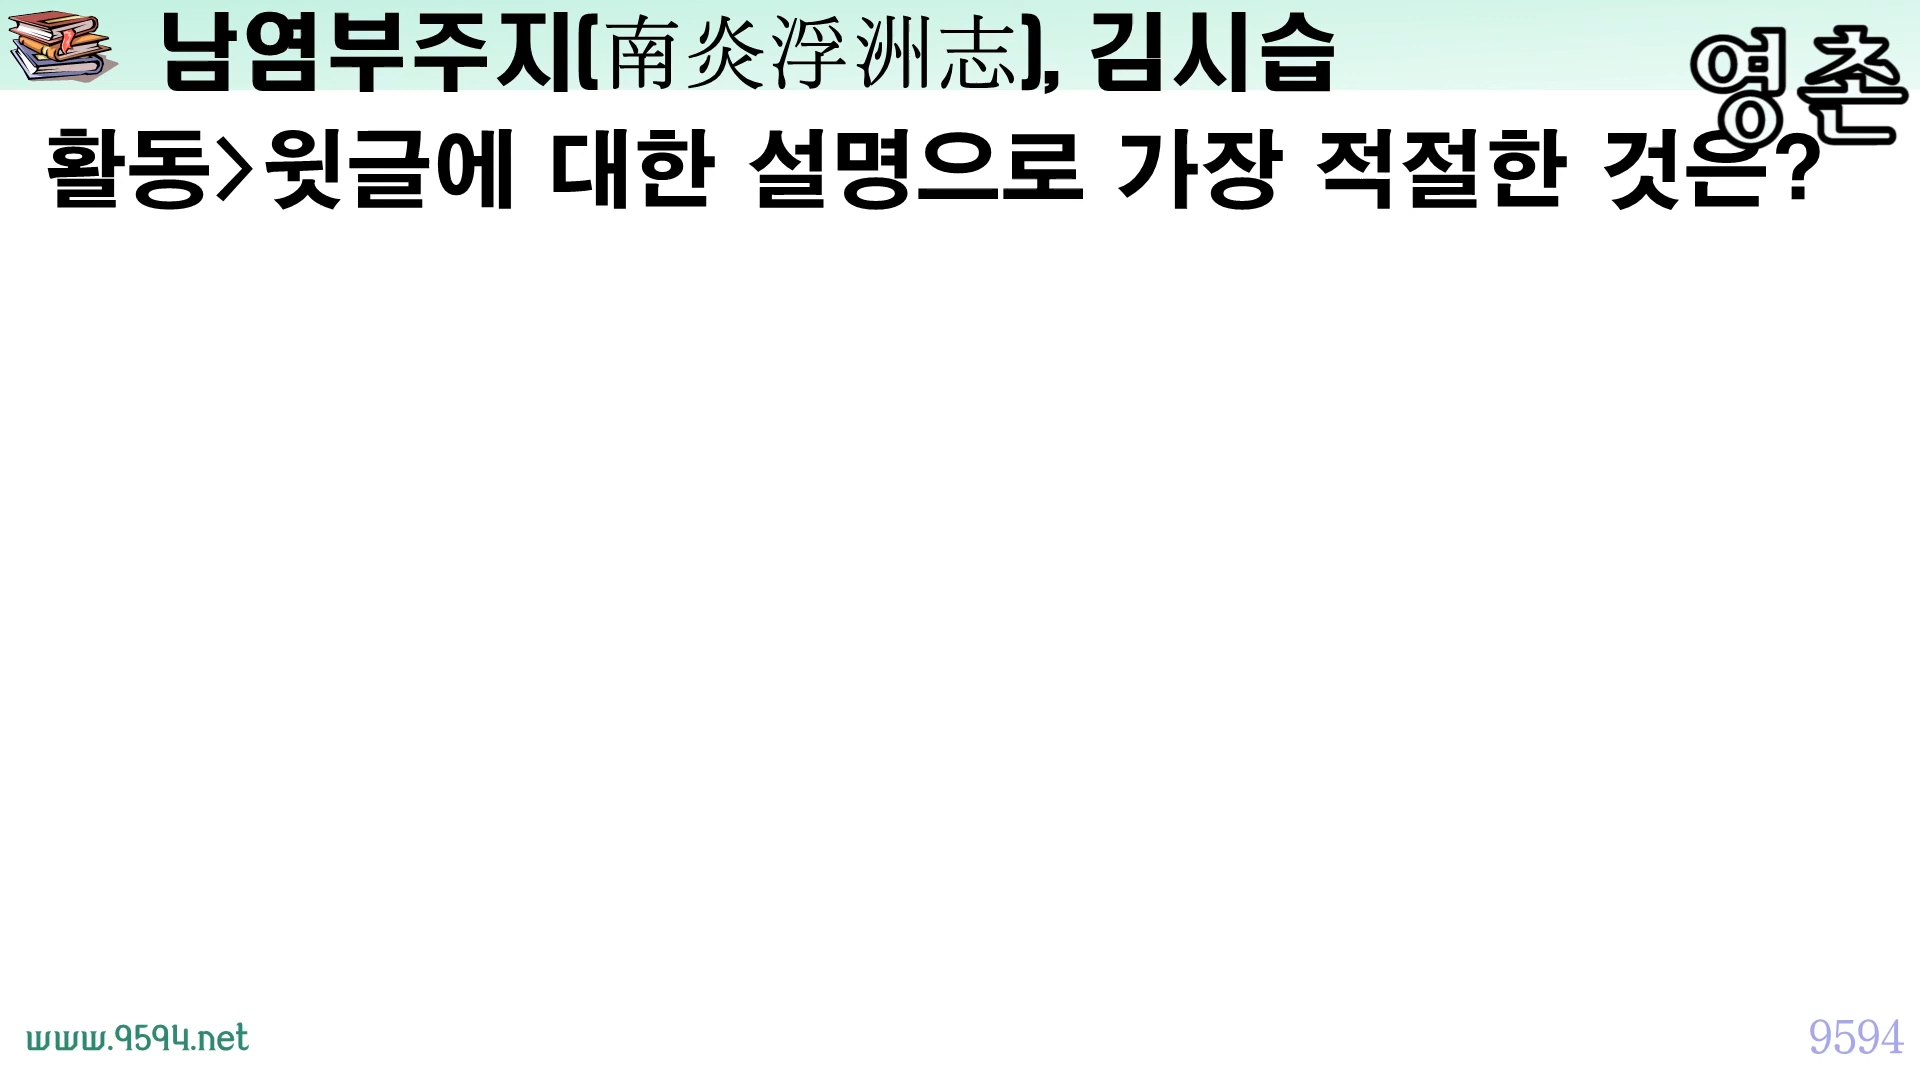 남염부주지(南炎浮洲志), 김시습
영촌
활동>윗글에 대한 설명으로 가장 적절한 것은?
www.9594.net
9594